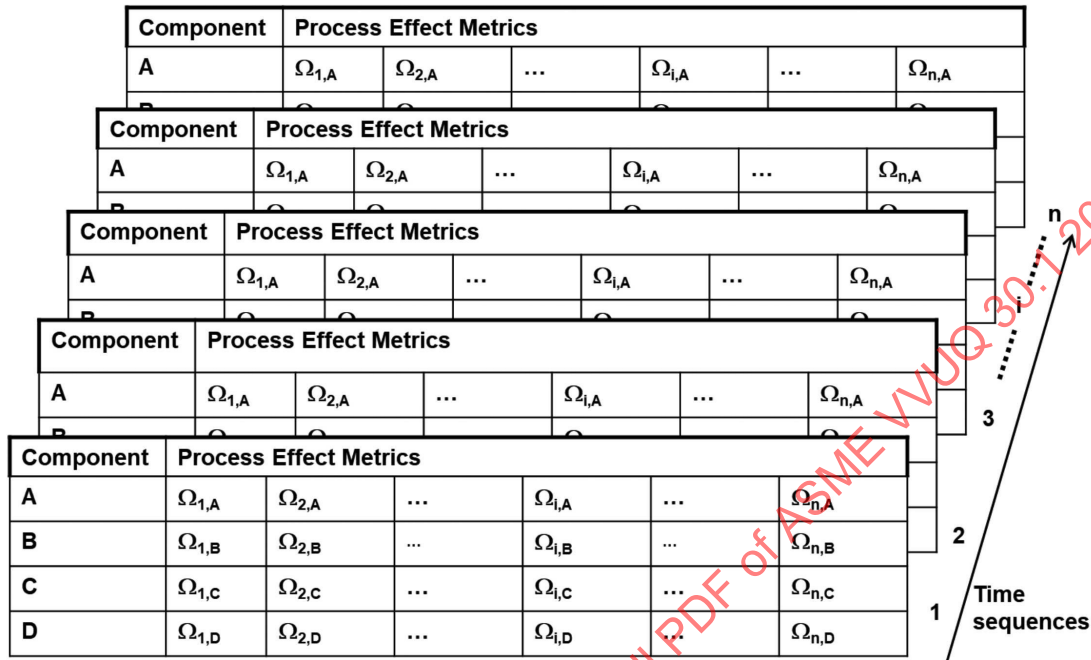 Component Process Effect Metrics
A Ω1,A Ω2,A ... Ωi,A ... Ωn,A
Component Process Effect Metrics
A Ω1,A Ω2,A ... Ωi,A ... Ωn,A
Component Process Effect Metrics
A Ω1,A Ω2,A ... Ωi,A ... Ωn,A
Component Process Effect Metrics
A Ω1,A Ω2,A ... Ωi,A ... Ωn,A
Component Process Effect Metrics
A Ω1,A Ω2,A ... Ωi,A ... Ωn,A
B Ω1,B Ω2,B ... Ωi,B ... Ωn,B
C Ω1,C Ω2,C ... Ωi,C ... Ωn,C
D Ω1,D Ω2,D ... Ωi,D ... Ωn,D
n
i
3
2
1
Time
sequences
PDF of ASME VVUQ 30.1